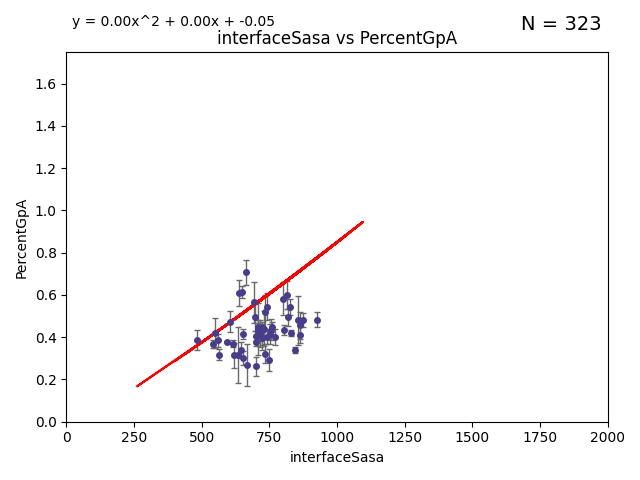 y = 0.00x^2 + 0.00x + -0.05
N = 323
interfaceSasa vs PercentGpA
PercentGpA
1.6
1.4
1.2
1.0
0.8
0.6
0.4
0.2
0.0
0 250 500 750 1000 1250 1500 1750 2000
interfaceSasa